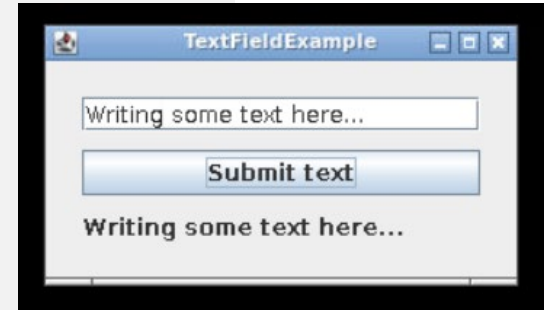 TextFieldExample
Writing some text here...
Submit text
Writing some text here...